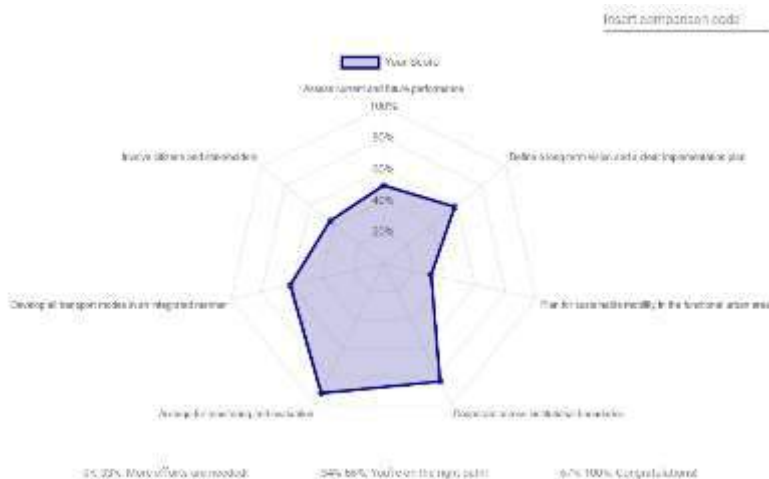 Insert comparison code
Your Score
Assess current and future performance
100%
80%
Involve citizens and stakeholders
Define a long-term vision and a clear implementation plan
60%
40%
20%
Develop all transport modes in an integrated manner
Plan for sustainable mobility in the functional urban area
Arrange for monitoring and evaluation
Cooperate across institutional boundaries
0%-33%: More efforts are needed!
34%-66%: You're on the right path!
67%-100%: Congratulations!